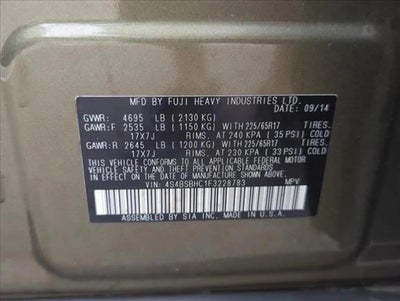 MFD. BY FUJI HEAVY INDUSTRIES LTD.
DATE: 09/14
GVWR: 4695 LB (2130 KG)
GAWR:F 2535 LB (1150 KG) WITH 225/65R17 TIRES.
17X7J RIMS. AT 240 KPA (35 PSI) COLD
GAWR:R 2645 LB (1200 KG) WITH 225/65R17 TIRES.
17X7J RIMS. AT 230 KPA (33 PSI) COLD
THIS VEHICLE CONFORMS TO ALL APPLICABLE FEDERAL MOTOR
VEHICLE SAFETY STANDARDS IN EFFECT ON THE DATE OF
MANUFACTURE SHOWN ABOVE.
VIN: 4S4BSBHC1F3228783 MPV
ASSEMBLED BY SIA INC. MADE IN U.S.A.